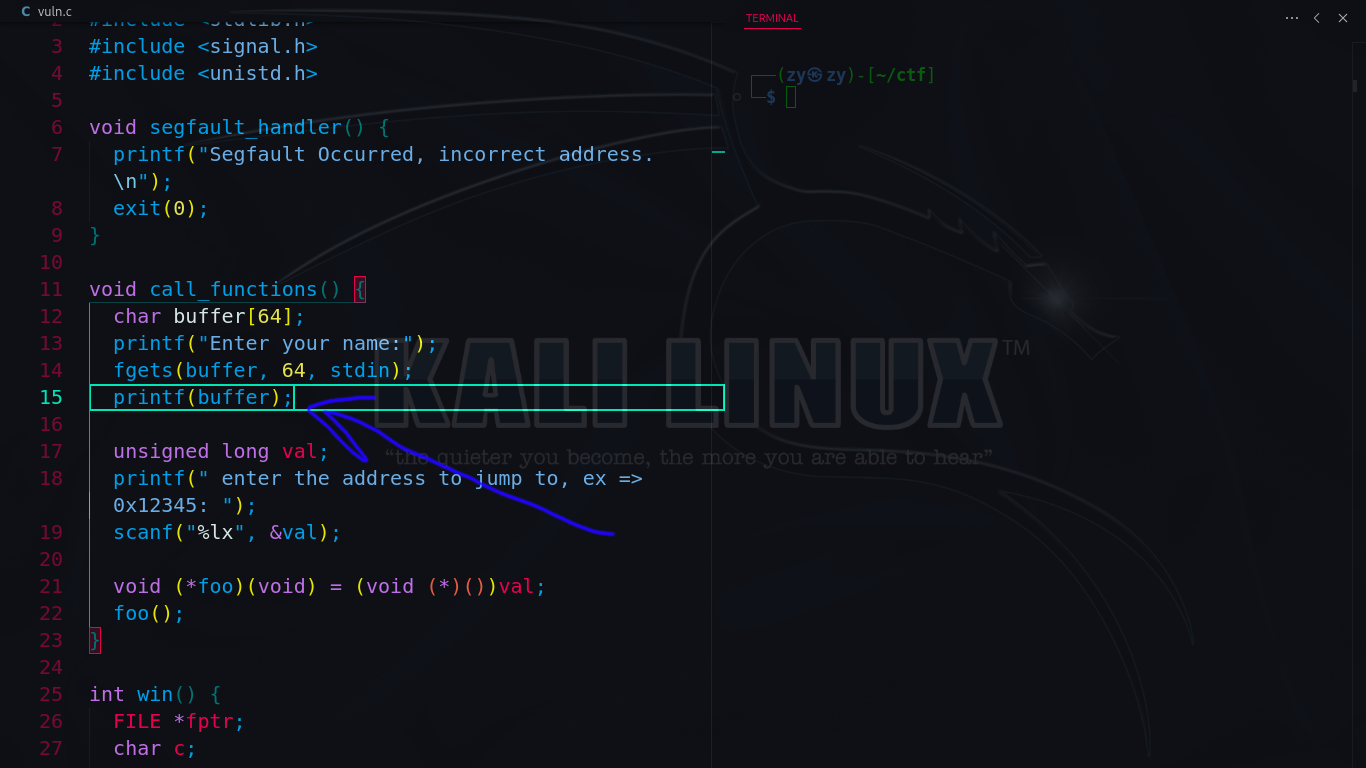 vuln.c
2 #include <stdlib.h>
3 #include <signal.h>
4 #include <unistd.h>
5
6 void segfault_handler() {
7 printf("Segfault Occurred, incorrect address.
\n");
8 exit(0);
9 }
10
11 void call_functions() {
12 char buffer[64];
13 printf("Enter your name:");
14 fgets(buffer, 64, stdin);
15 printf(buffer);
16
17 unsigned long val;
18 printf(" enter the address to jump to, ex =>
0x12345: ");
19 scanf("%lx", &val);
20
21 void (*foo)(void) = (void (*)())val;
22 foo();
23 }
24
25 int win() {
26 FILE *fptr;
27 char c;
TERMINAL
┌──(zy㉿zy)-[~/ctf]
└─$
KALI LINUX™
“the quieter you become, the more you are able to hear”